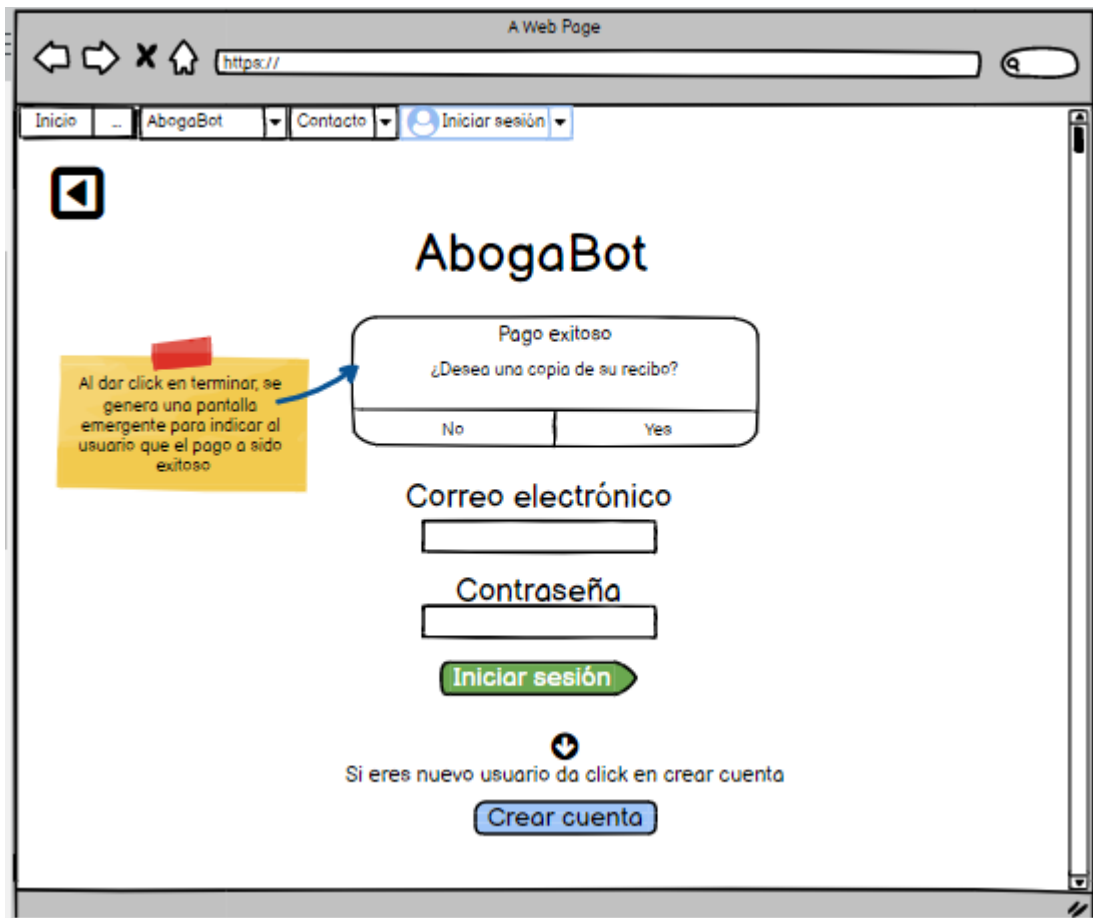 A Web Page
https://
Inicio ... AbogaBot Contacto Iniciar sesión
AbogaBot
Pago exitoso
¿Desea una copia de su recibo?
No Yes
Al dar click en terminar, se
genera una pantalla
emergente para indicar al
usuario que el pago a sido
exitoso
Correo electrónico
Contraseña
Iniciar sesión
Si eres nuevo usuario da click en crear cuenta
Crear cuenta